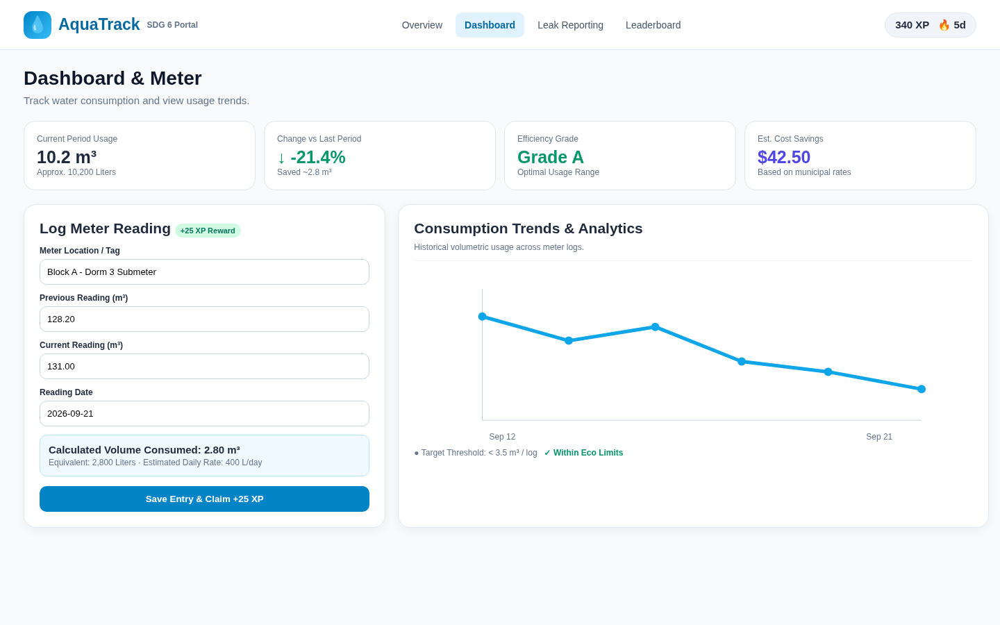 AquaTrack SDG 6 Portal
Overview Dashboard Leak Reporting Leaderboard
340 XP 🔥 5d
Dashboard & Meter
Track water consumption and view usage trends.
Current Period Usage
10.2 m³
Approx. 10,200 Liters
Change vs Last Period
↓ -21.4%
Saved ~2.8 m³
Efficiency Grade
Grade A
Optimal Usage Range
Est. Cost Savings
$42.50
Based on municipal rates
Log Meter Reading +25 XP Reward
Meter Location / Tag
Block A - Dorm 3 Submeter
Previous Reading (m³)
128.20
Current Reading (m³)
131.00
Reading Date
2026-09-21
Calculated Volume Consumed: 2.80 m³
Equivalent: 2,800 Liters · Estimated Daily Rate: 400 L/day
Save Entry & Claim +25 XP
Consumption Trends & Analytics
Historical volumetric usage across meter logs.
Sep 12 Sep 21
● Target Threshold: < 3.5 m³ / log ✓ Within Eco Limits